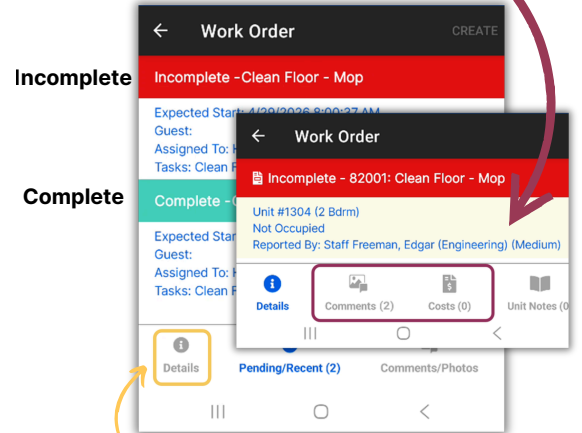 Work Order CREATE
Incomplete
Incomplete -Clean Floor - Mop
Expected Start: 4/29/2026 8:00:37 AM
Guest:
Assigned To:
Tasks: Clean
Complete
Complete -
Expected Star
Guest:
Assigned To:
Tasks: Clean
Details
Pending/Recent (2)
Comments/Photos
Work Order
Incomplete - 82001: Clean Floor - Mop
Unit #1304 (2 Bdrm)
Not Occupied
Reported By: Staff Freeman, Edgar (Engineering) (Medium)
Details
Comments (2)
Costs (0)
Unit Notes (0